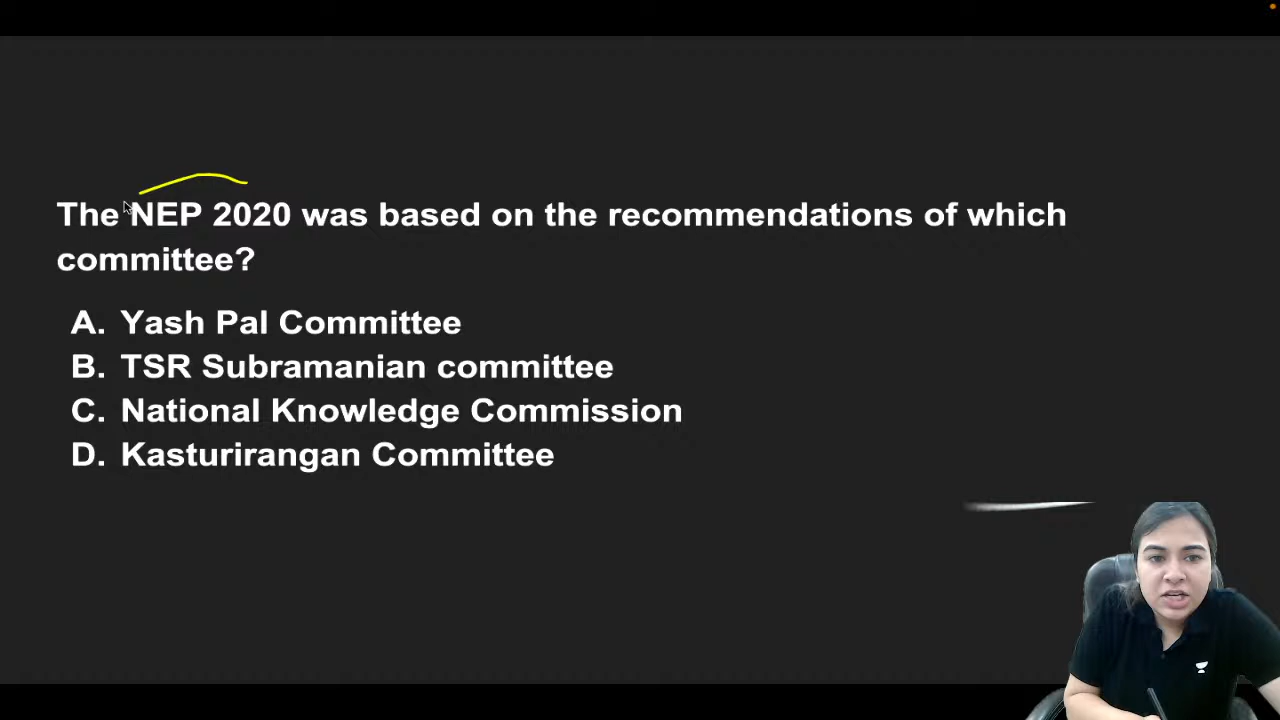 The NEP 2020 was based on the recommendations of which
committee?
A. Yash Pal Committee
B. TSR Subramanian committee
C. National Knowledge Commission
D. Kasturirangan Committee